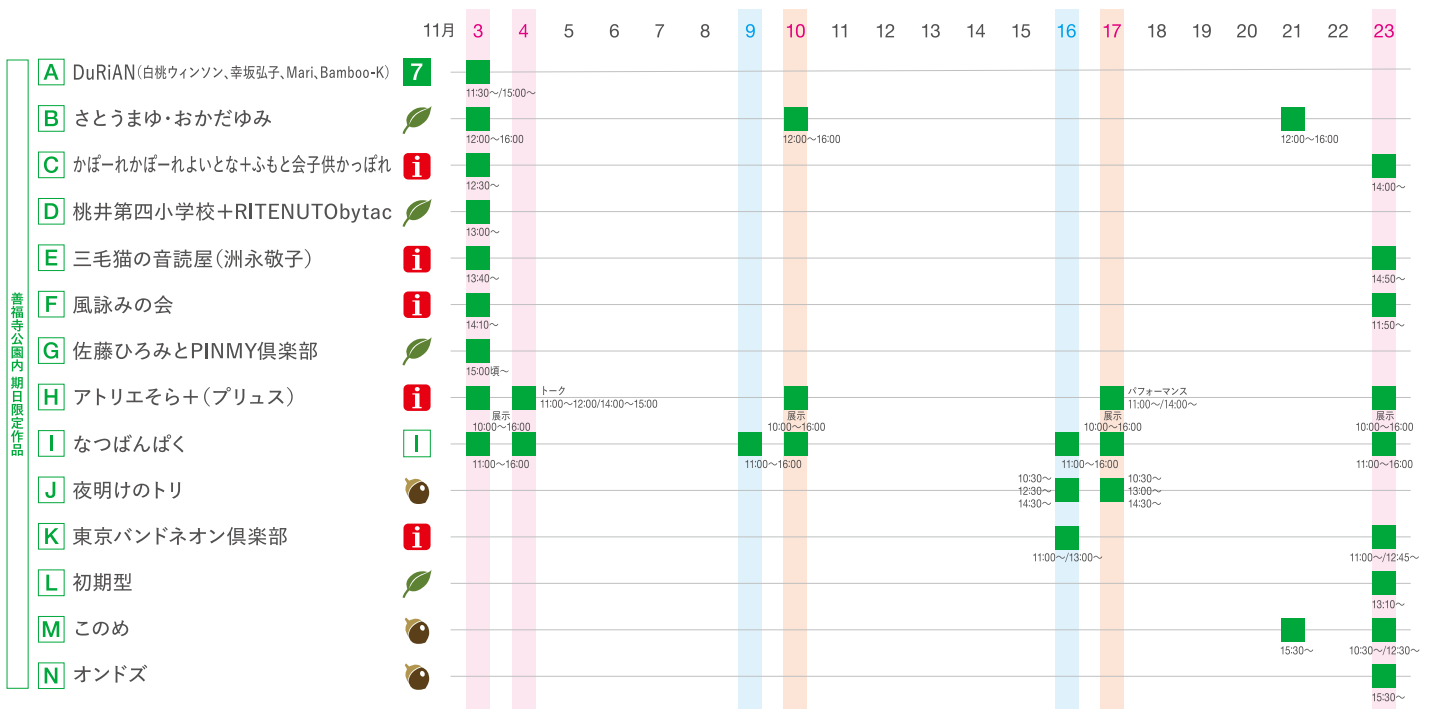 11月 3 4 5 6 7 8 9 10 11 12 13 14 15 16 17 18 19 20 21 22 23
善福寺公園内 期日限定作品
A DuRiAN(白桃ウィンソン、幸坂弘子、Mari、Bamboo-K) 7
11:30〜/15:00〜
B さとうまゆ・おかだゆみ
12:00〜16:00 12:00〜16:00 12:00〜16:00
C かぽーれかぽーれよいとな+ふもと会子供かっぽれ i
12:30〜 14:00〜
D 桃井第四小学校+RITENUTObytac
13:00〜
E 三毛猫の音読屋(洲永敬子) i
13:40〜 14:50〜
F 風詠みの会 i
14:10〜 11:50〜
G 佐藤ひろみとPINMY倶楽部
15:00頃〜
H アトリエそら+(プリュス) i
トーク
11:00〜12:00/14:00〜15:00
パフォーマンス
11:00〜/14:00〜
展示 展示 展示 展示
10:00〜16:00 10:00〜16:00 10:00〜16:00 10:00〜16:00
I なつばんぱく I
11:00〜16:00 11:00〜16:00 11:00〜16:00 11:00〜16:00
J 夜明けのトリ
10:30〜 10:30〜
12:30〜 13:00〜
14:30〜 14:30〜
K 東京バンドネオン倶楽部 i
11:00〜/13:00〜 11:00〜/12:45〜
L 初期型
13:10〜
M このめ
15:30〜 10:30〜/12:30〜
N オンドズ
15:30〜